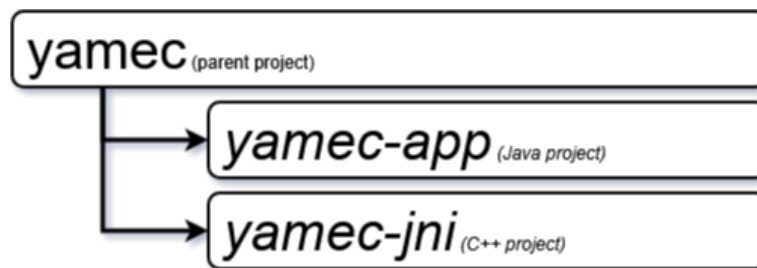 yamec (parent project)
yamec-app (Java project)
yamec-jni (C++ project)